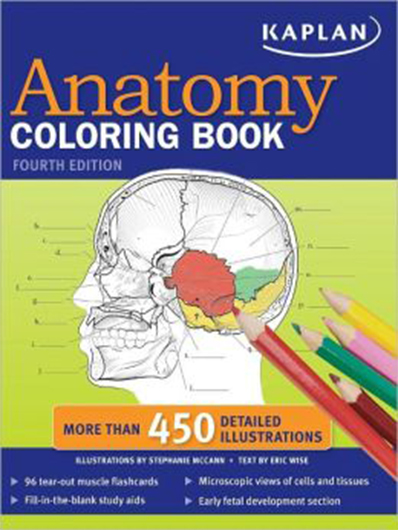 KAPLAN
Anatomy
COLORING BOOK
FOURTH EDITION
MORE THAN 450 DETAILED ILLUSTRATIONS
ILLUSTRATIONS BY STEPHANIE MCCANN • TEXT BY ERIC WISE
▶ 96 tear-out muscle flashcards
▶ Fill-in-the-blank study aids
▶ Microscopic views of cells and tissues
▶ Early fetal development section